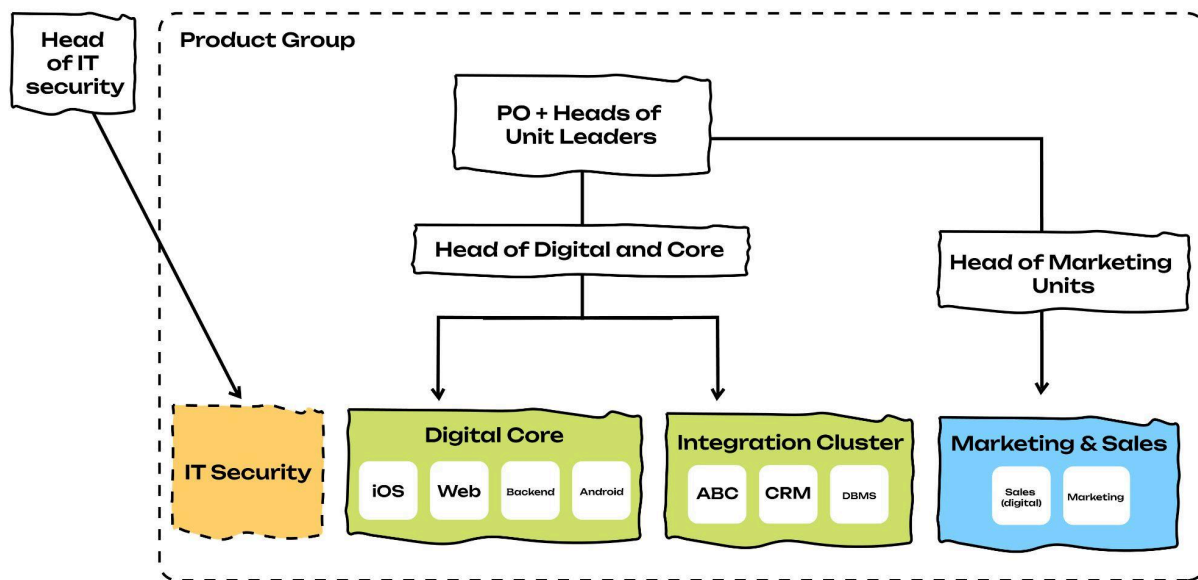 Head
of IT
security
Product Group
PO + Heads of
Unit Leaders
Head of Digital and Core
Head of Marketing
Units
IT Security
Digital Core
iOS
Web
Backend
Android
Integration Cluster
ABC
CRM
DBMS
Marketing & Sales
Sales
(digital)
Marketing